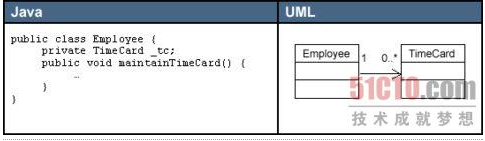 Java
UML
public class Employee {
private TimeCard _tc;
public void maintainTimeCard() {
…
}
}
Employee 1 0..* TimeCard
51CTO.com
技术成就梦想